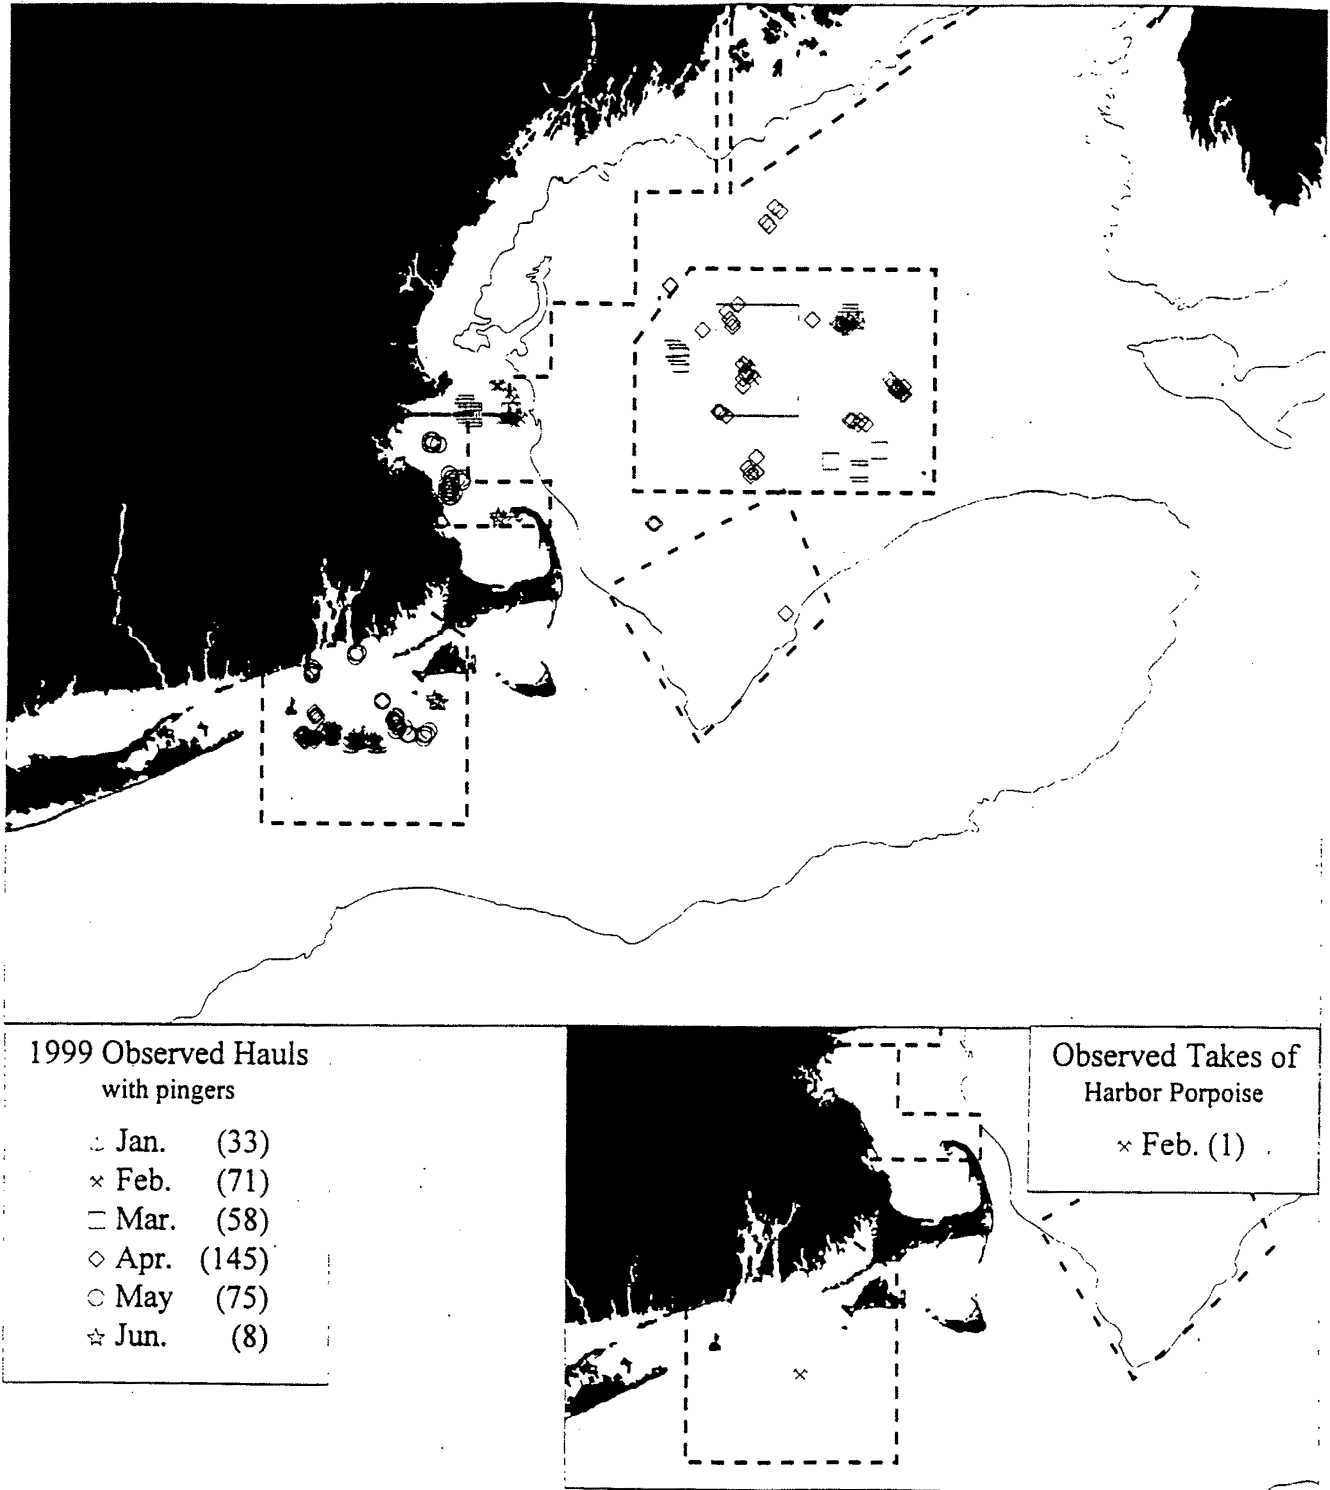 1999 Observed Hauls
with pingers
Jan. (33)
Feb. (71)
Mar. (58)
Apr. (145)
May (75)
Jun. (8)
Observed Takes of
Harbor Porpoise
Feb. (1)